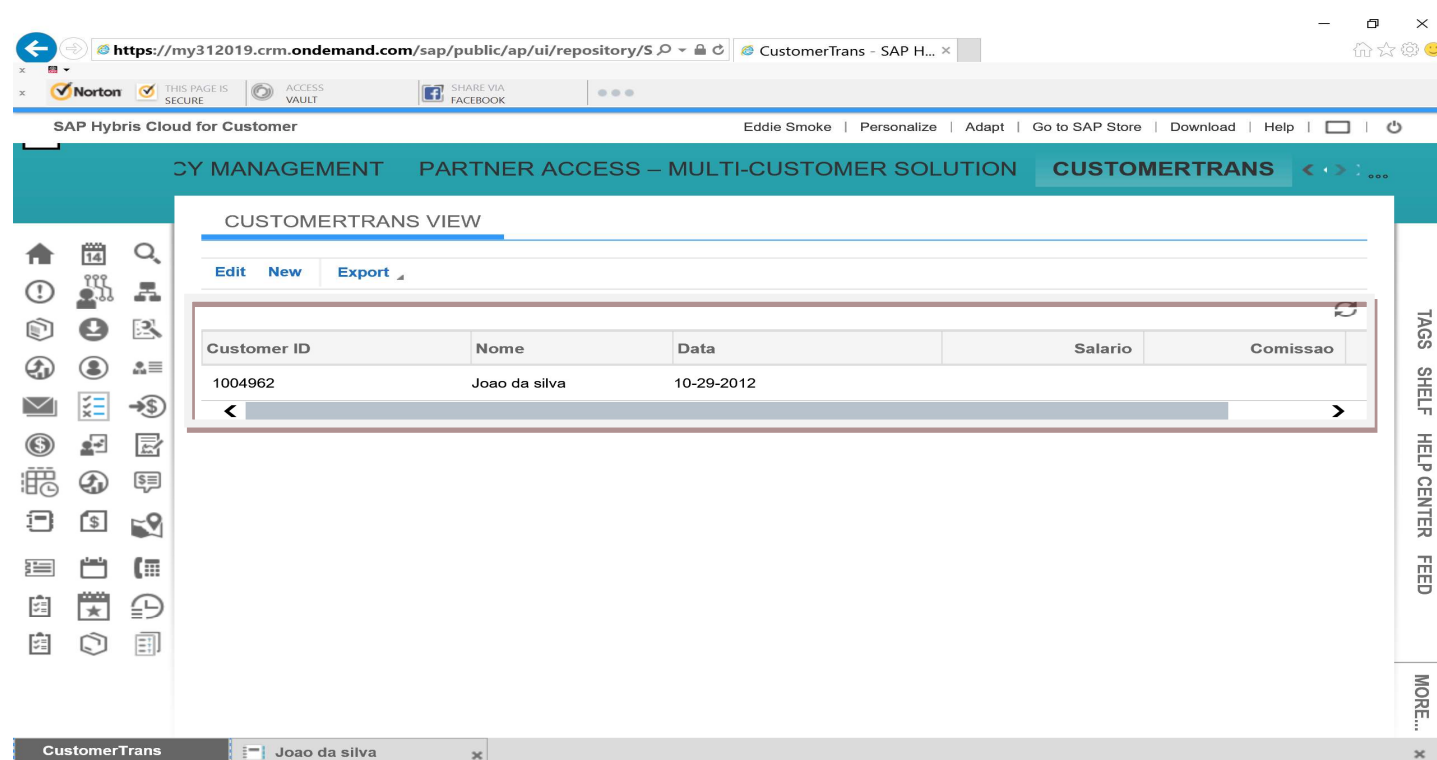 https://my312019.crm.ondemand.com/sap/public/ap/ui/repository/S
CustomerTrans - SAP H... ×
Norton
THIS PAGE IS SECURE
ACCESS VAULT
SHARE VIA FACEBOOK
SAP Hybris Cloud for Customer
Eddie Smoke | Personalize | Adapt | Go to SAP Store | Download | Help |
CY MANAGEMENT PARTNER ACCESS – MULTI-CUSTOMER SOLUTION CUSTOMERTRANS
CUSTOMERTRANS VIEW
Edit New Export
Customer ID Nome Data Salario Comissao
1004962 Joao da silva 10-29-2012
14
TAGS
SHELF
HELP CENTER
FEED
MORE...
CustomerTrans Joao da silva